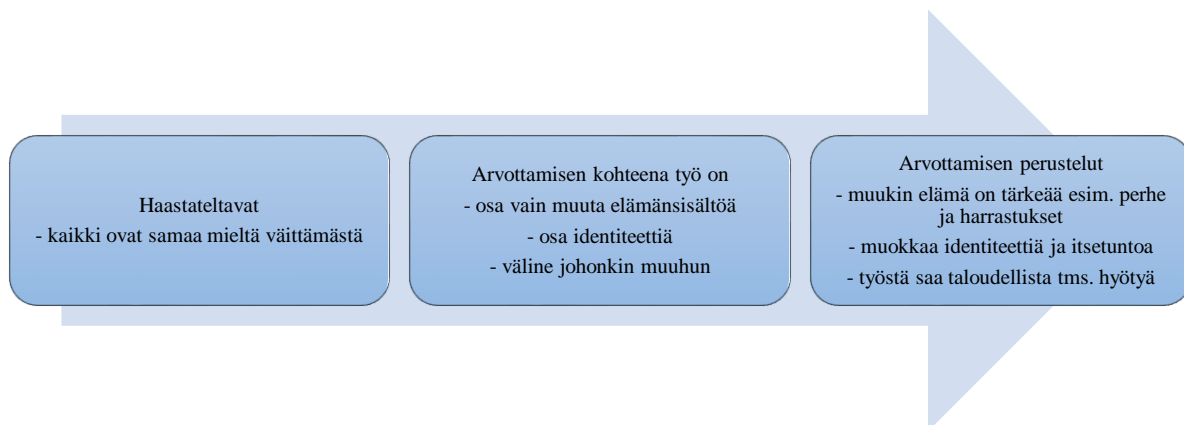 Haastateltavat
- kaikki ovat samaa mieltä väittämästä
Arvottamisen kohteena työ on
- osa vain muuta elämänsisältöä
- osa identiteettiä
- väline johonkin muuhun
Arvottamisen perustelut
- muukin elämä on tärkeää esim. perhe
ja harrastukset
- muokkaa identiteettiä ja itsetuntoa
- työstä saa taloudellista tms. hyötyä